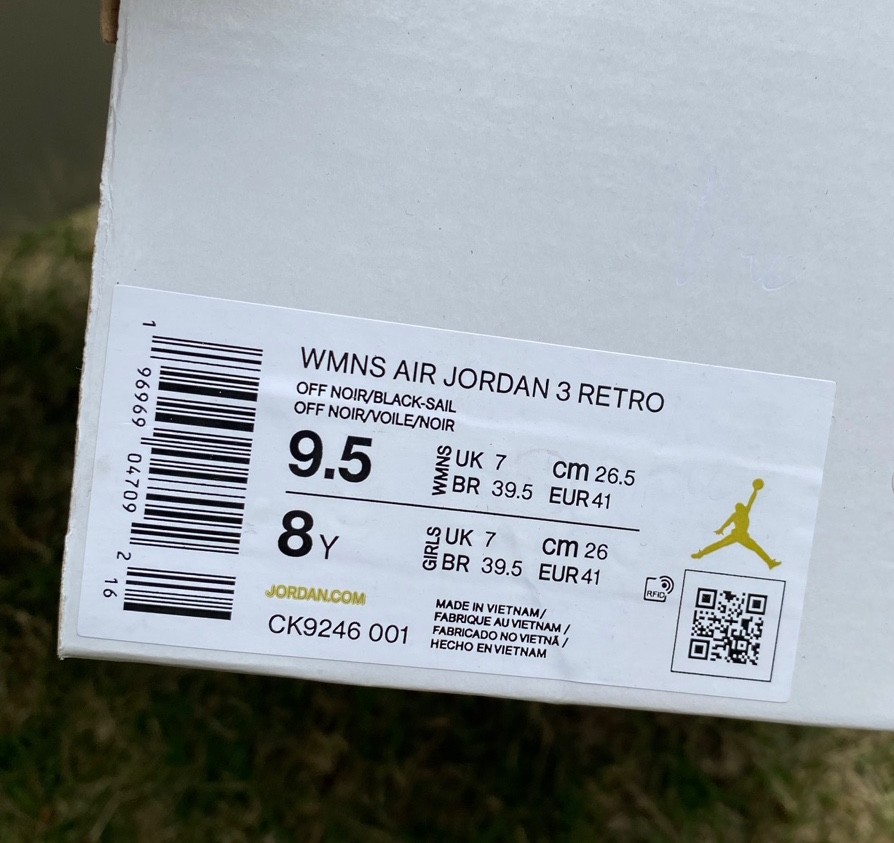 WMNS AIR JORDAN 3 RETRO
OFF NOIR/BLACK-SAIL
OFF NOIR/VOILE/NOIR
9.5
WMNS
UK 7 cm 26.5
BR 39.5 EUR 41
8Y
GIRLS
UK 7 cm 26
BR 39.5 EUR 41
JORDAN.COM
CK9246 001
MADE IN VIETNAM/
FABRIQUE AU VIETNAM /
FABRICADO NO VIETNÃ /
HECHO EN VIETNAM
RFID
1 96969 04709 2 16